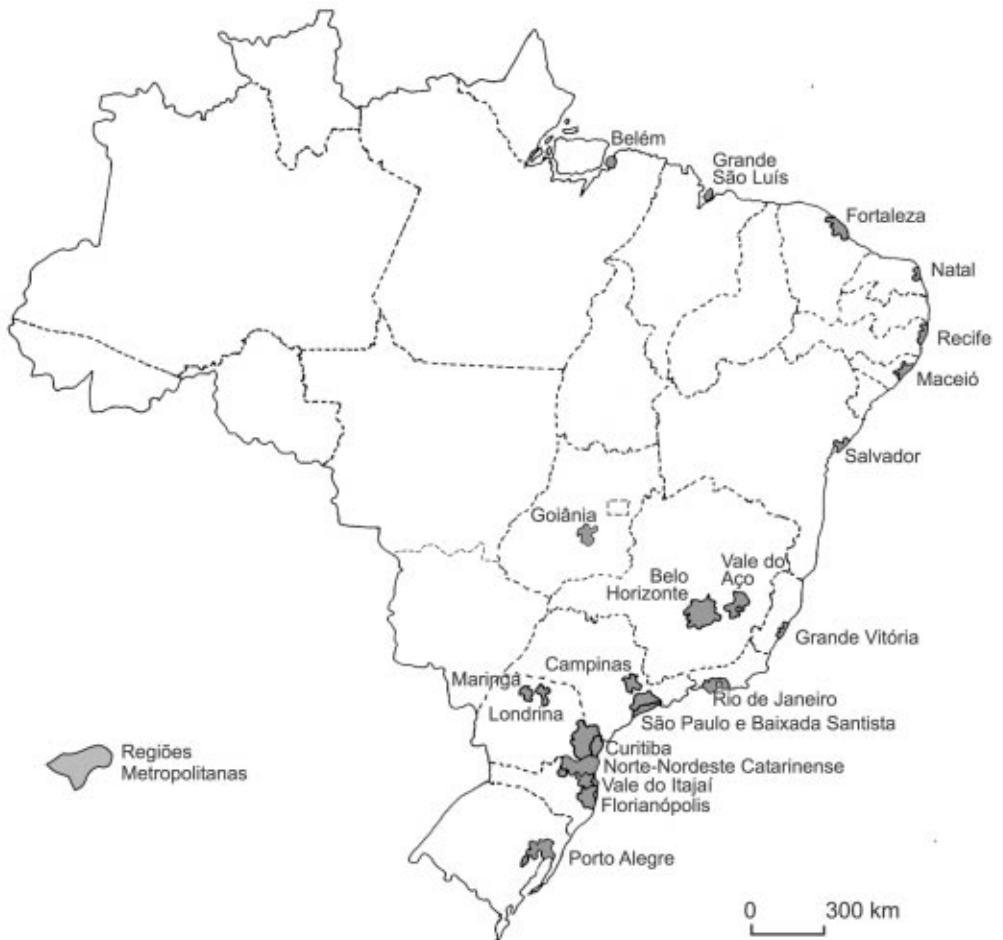 Belém
Grande
São Luís
Fortaleza
Natal
Recife
Maceió
Salvador
Goiânia
Vale do
Aço
Belo
Horizonte
Grande Vitória
Campinas
Maringá
Rio de Janeiro
Londrina
São Paulo e Baixada Santista
Curitiba
Norte-Nordeste Catarinense
Vale do Itajaí
Florianópolis
Regiões
Metropolitanas
Porto Alegre
0 300 km